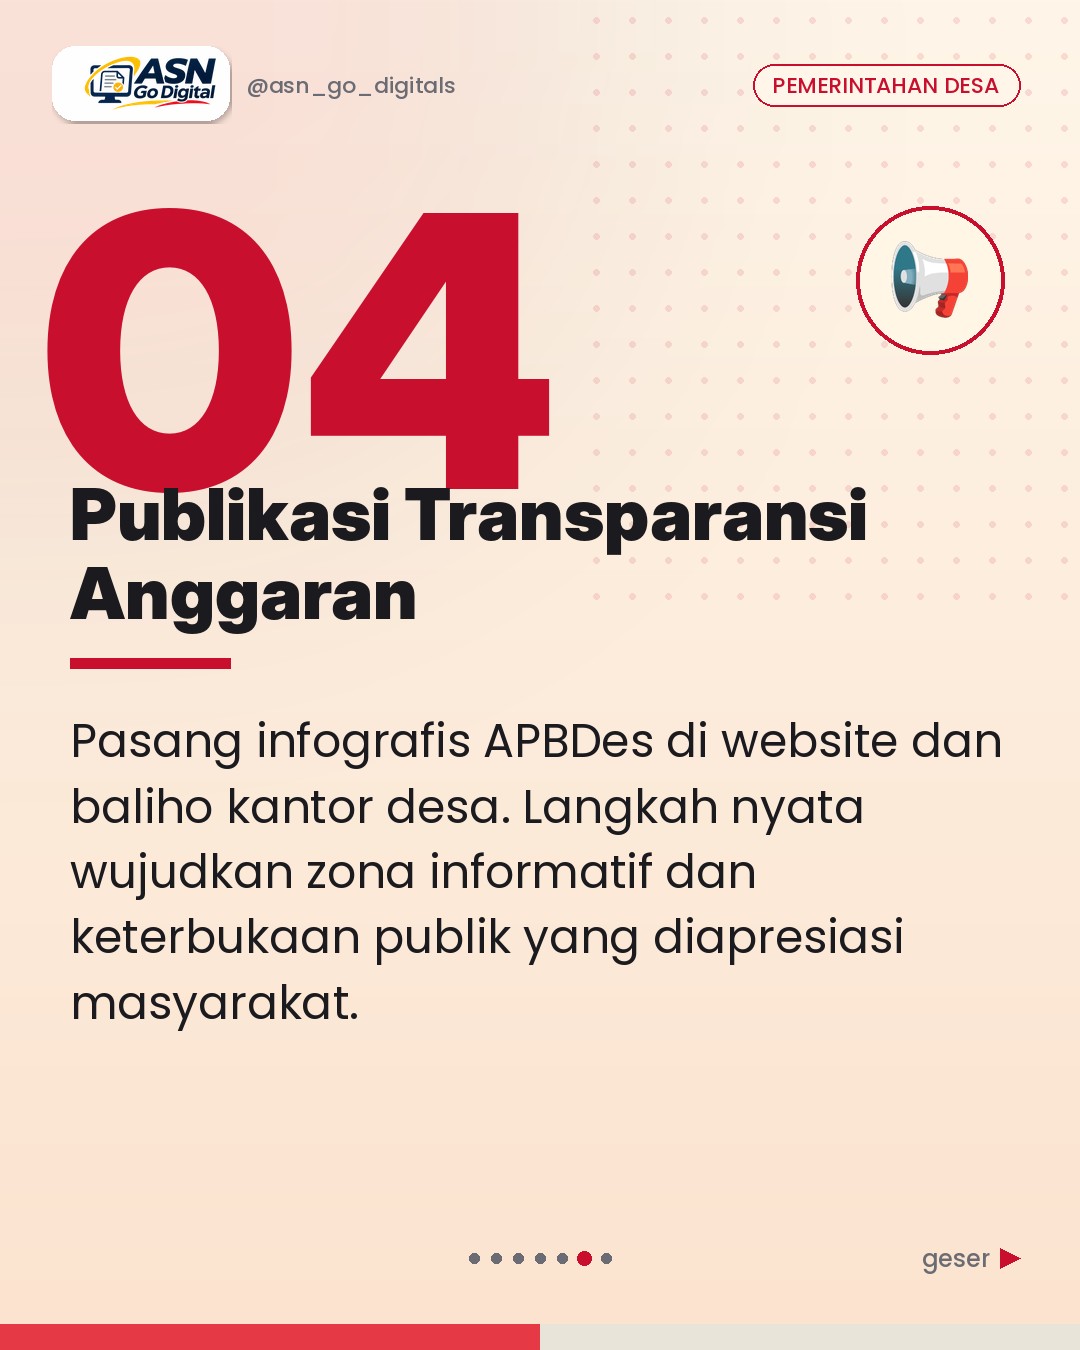 ASN
Go Digital
@asn_go_digitals
PEMERINTAHAN DESA
04
Publikasi Transparansi
Anggaran
Pasang infografis APBDes di website dan
baliho kantor desa. Langkah nyata
wujudkan zona informatif dan
keterbukaan publik yang diapresiasi
masyarakat.
geser